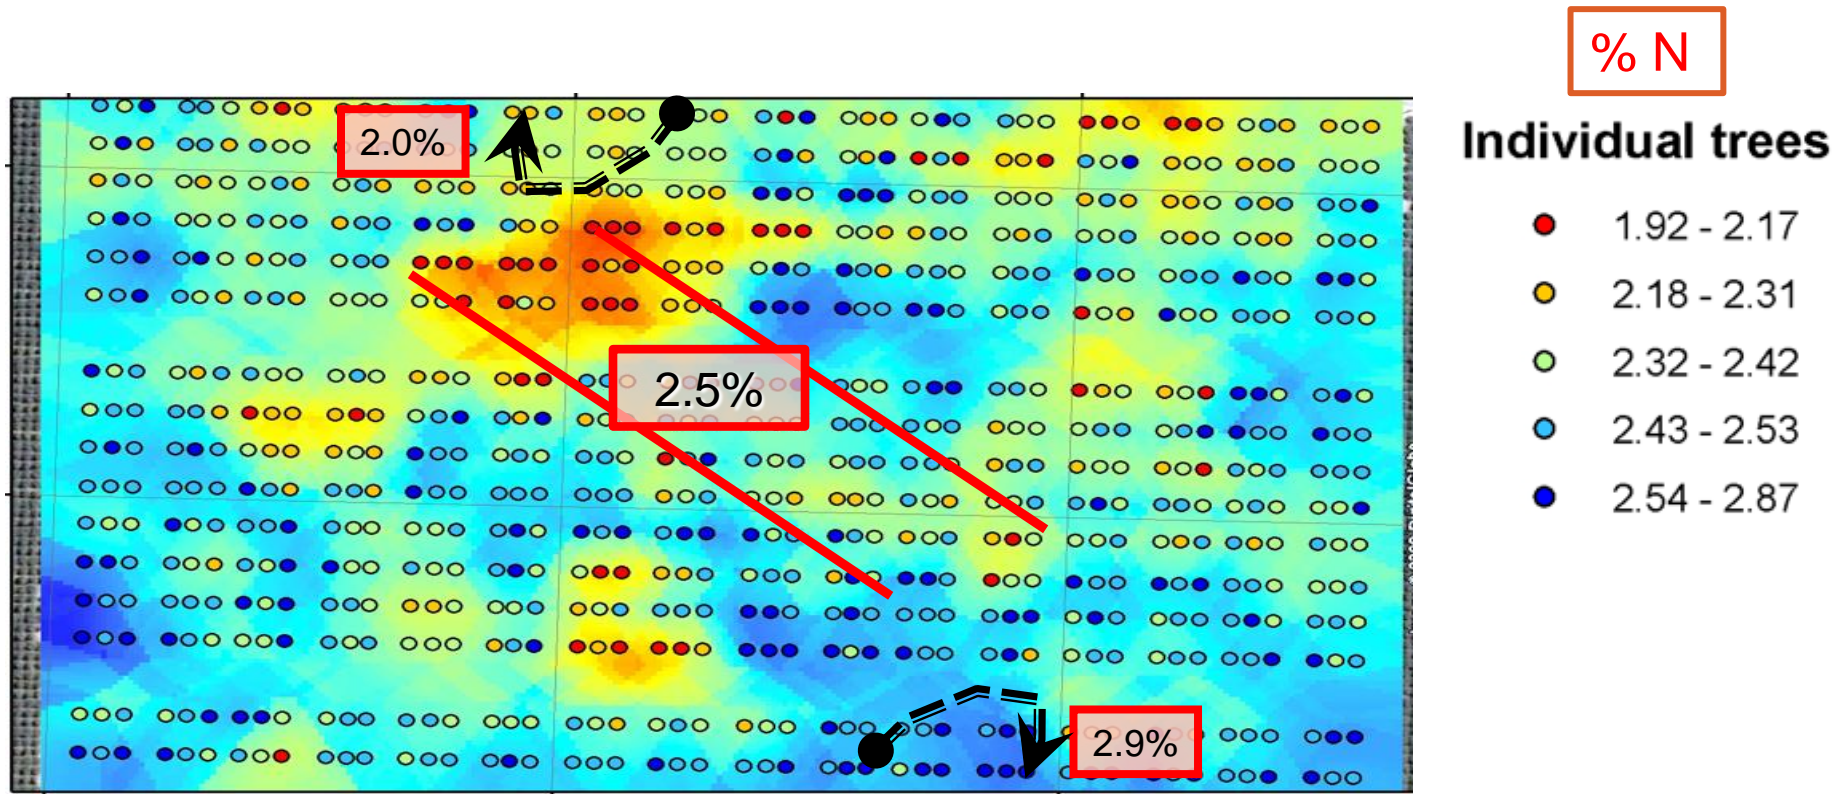 % N
Individual trees
1.92 - 2.17
2.18 - 2.31
2.32 - 2.42
2.43 - 2.53
2.54 - 2.87
2.0%
2.5%
2.9%